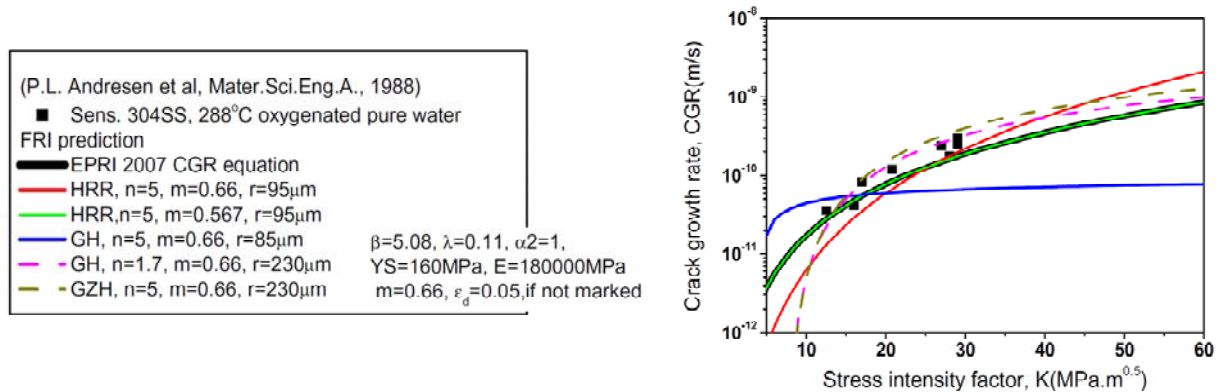 (P.L. Andresen et al, Mater.Sci.Eng.A., 1988)
Sens. 304SS, 288°C oxygenated pure water
FRI prediction
EPRI 2007 CGR equation
HRR, n=5, m=0.66, r=95μm
HRR,n=5, m=0.567, r=95μm
GH, n=5, m=0.66, r=85μm
GH, n=1.7, m=0.66, r=230μm
GZH, n=5, m=0.66, r=230μm
β=5.08, λ=0.11, α2=1,
YS=160MPa, E=180000MPa
m=0.66, ε_d=0.05,if not marked
Crack growth rate, CGR(m/s)
10^-8
10^-9
10^-10
10^-11
10^-12
10 20 30 40 50 60
Stress intensity factor, K(MPa.m^0.5)